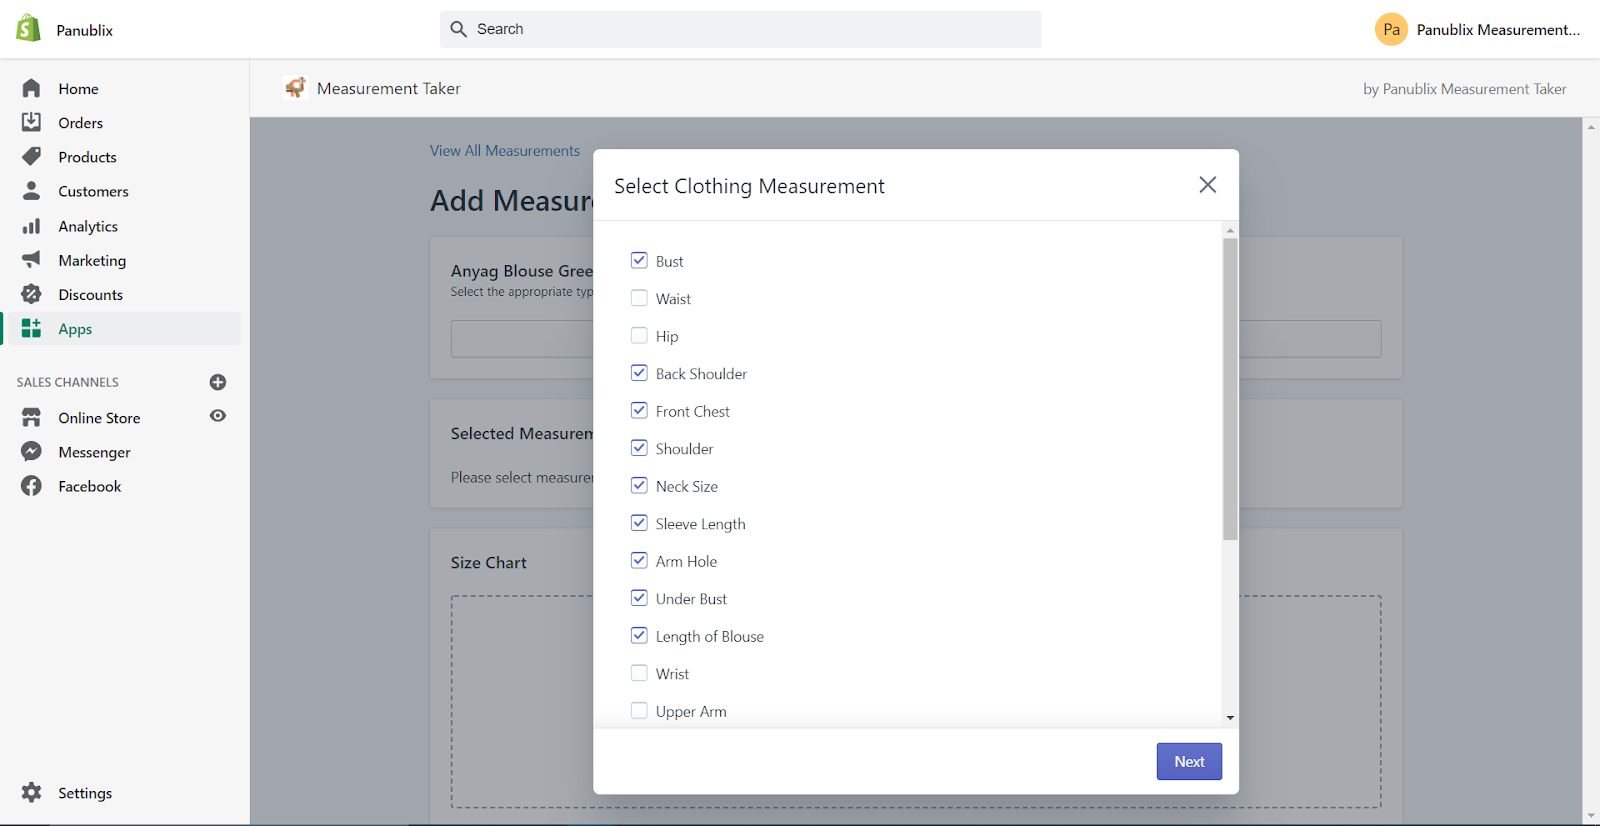 Panublix
Search
Pa
Panublix Measurement...
Home
Orders
Products
Customers
Analytics
Marketing
Discounts
Apps
SALES CHANNELS
Online Store
Messenger
Facebook
Settings
Measurement Taker
by Panublix Measurement Taker
View All Measurements
Add Measur
Anyag Blouse Gree
Select the appropriate typ
Selected Measurem
Please select measurem
Size Chart
Select Clothing Measurement
Bust
Waist
Hip
Back Shoulder
Front Chest
Shoulder
Neck Size
Sleeve Length
Arm Hole
Under Bust
Length of Blouse
Wrist
Upper Arm
Next